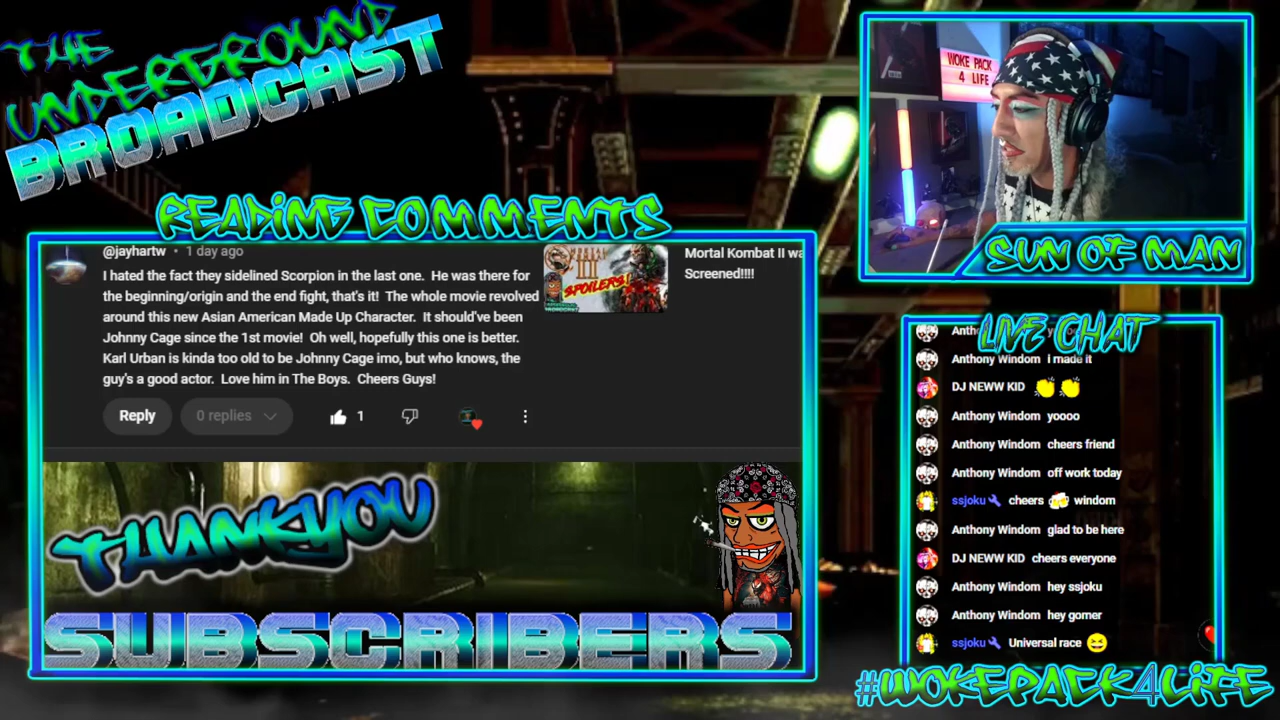 THE
UNDERGROUND
BROADCAST
READING COMMENTS
@jayhartw • 1 day ago
I hated the fact they sidelined Scorpion in the last one. He was there for
the beginning/origin and the end fight, that's it! The whole movie revolved
around this new Asian American Made Up Character. It should've been
Johnny Cage since the 1st movie! Oh well, hopefully this one is better.
Karl Urban is kinda too old to be Johnny Cage imo, but who knows, the
guy's a good actor. Love him in The Boys. Cheers Guys!
Reply
0 replies
1
MORTAL
SPOILERS!
Mortal Kombat II wa
Screened!!!!
THANKYOU
SUBSCRIBERS
WOKE PACK
4 LIFE
SUN OF MAN
LIVE CHAT
Anthony Windom i made it
DJ NEWW KID 👏👏
Anthony Windom yoooo
Anthony Windom cheers friend
Anthony Windom off work today
ssjoku cheers 🍻 windom
Anthony Windom glad to be here
DJ NEWW KID cheers everyone
Anthony Windom hey ssjoku
Anthony Windom hey gomer
ssjoku Universal race 😆
#WOKEPACK4LIFE